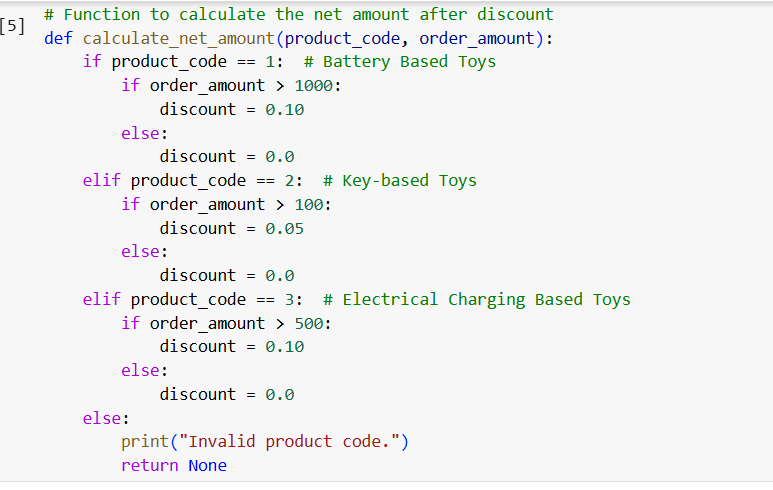 # Function to calculate the net amount after discount
[5]
def calculate_net_amount(product_code, order_amount):
    if product_code == 1:  # Battery Based Toys
        if order_amount > 1000:
            discount = 0.10
        else:
            discount = 0.0
    elif product_code == 2:  # Key-based Toys
        if order_amount > 100:
            discount = 0.05
        else:
            discount = 0.0
    elif product_code == 3:  # Electrical Charging Based Toys
        if order_amount > 500:
            discount = 0.10
        else:
            discount = 0.0
    else:
        print("Invalid product code.")
        return None